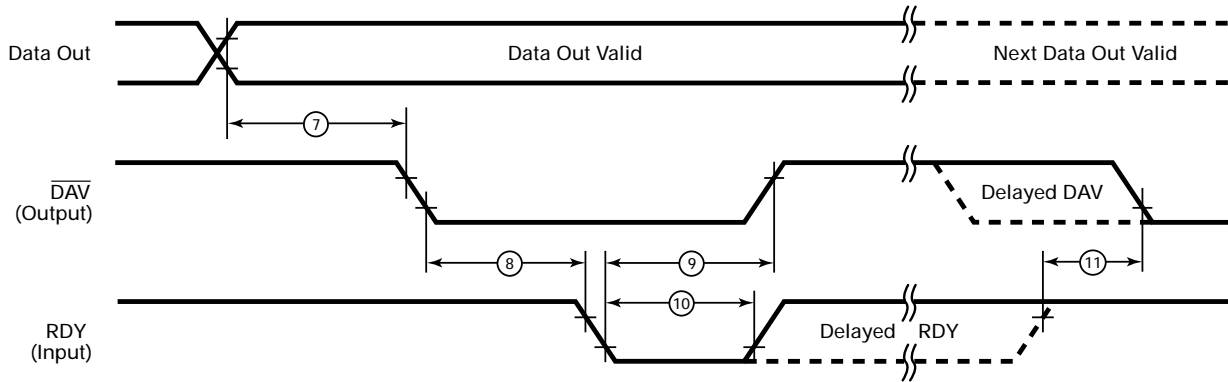 Data Out
Data Out Valid
Next Data Out Valid
7
DAV
(Output)
Delayed DAV
8
9
11
10
RDY
(Input)
Delayed RDY